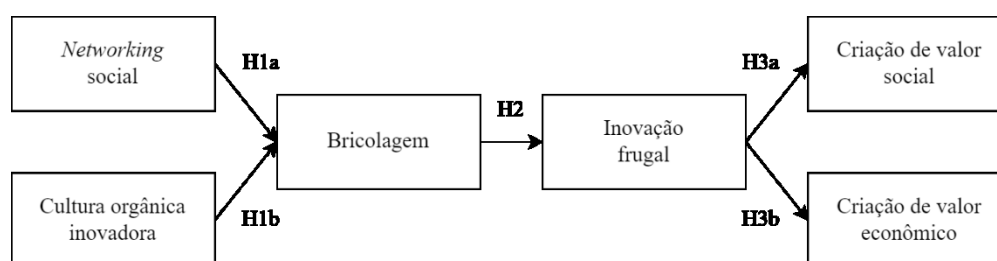 Networking
social
H1a
Cultura orgânica
inovadora
H1b
Bricolagem
H2
Inovação
frugal
H3a
Criação de valor
social
H3b
Criação de valor
econômico